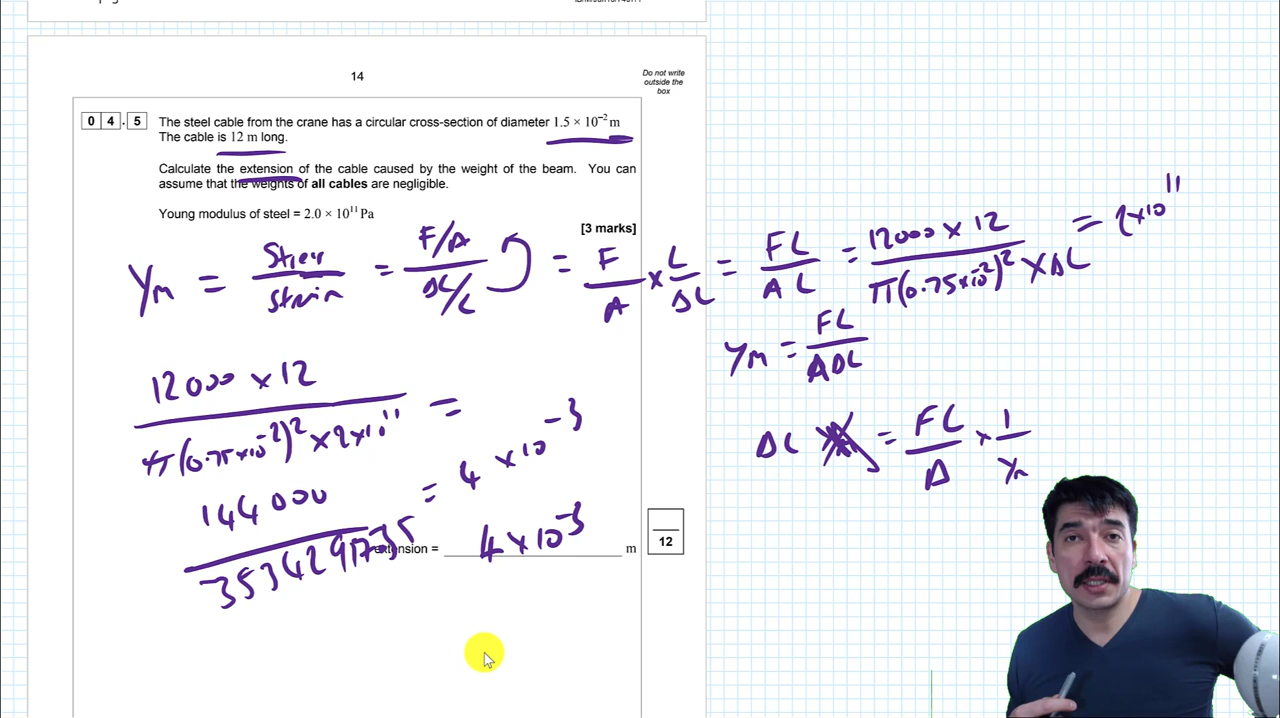 14
Do not write
outside the
box
0 4 . 5 The steel cable from the crane has a circular cross-section of diameter 1.5 × 10⁻² m
The cable is 12 m long.
Calculate the extension of the cable caused by the weight of the beam. You can
assume that the weights of all cables are negligible.
Young modulus of steel = 2.0 × 10¹¹ Pa
[3 marks]
Ym = Stress / Strain = F/A / ΔL/L = F / A × L / ΔL = FL / A L = 12000 × 12 / π(0.75×10⁻²)² × ΔL = 2×10¹¹
Ym = FL / AΔL
12000 × 12 / π(0.75×10⁻²)² × 2×10¹¹ =
ΔL = FL / A × 1 / Ym
144000 / 3534291735 = 4 × 10⁻³
extension = 4×10⁻³ m
12